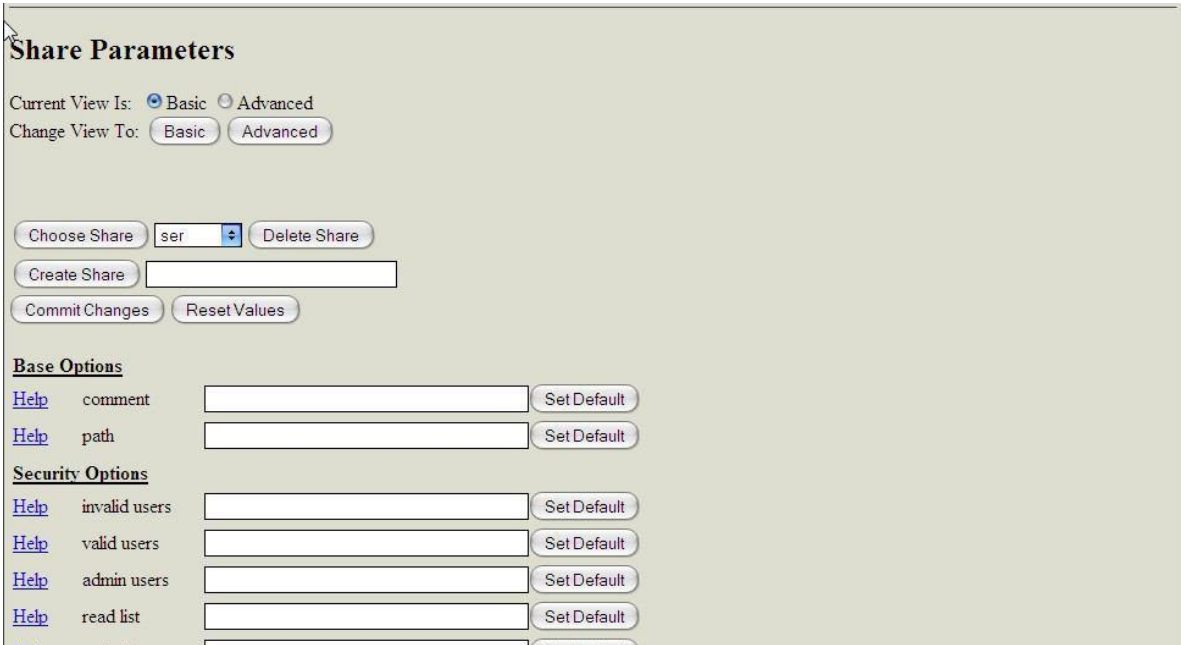 Share Parameters
Current View Is: Basic Advanced
Change View To: Basic Advanced
Choose Share ser Delete Share
Create Share
Commit Changes Reset Values
Base Options
Help comment Set Default
Help path Set Default
Security Options
Help invalid users Set Default
Help valid users Set Default
Help admin users Set Default
Help read list Set Default